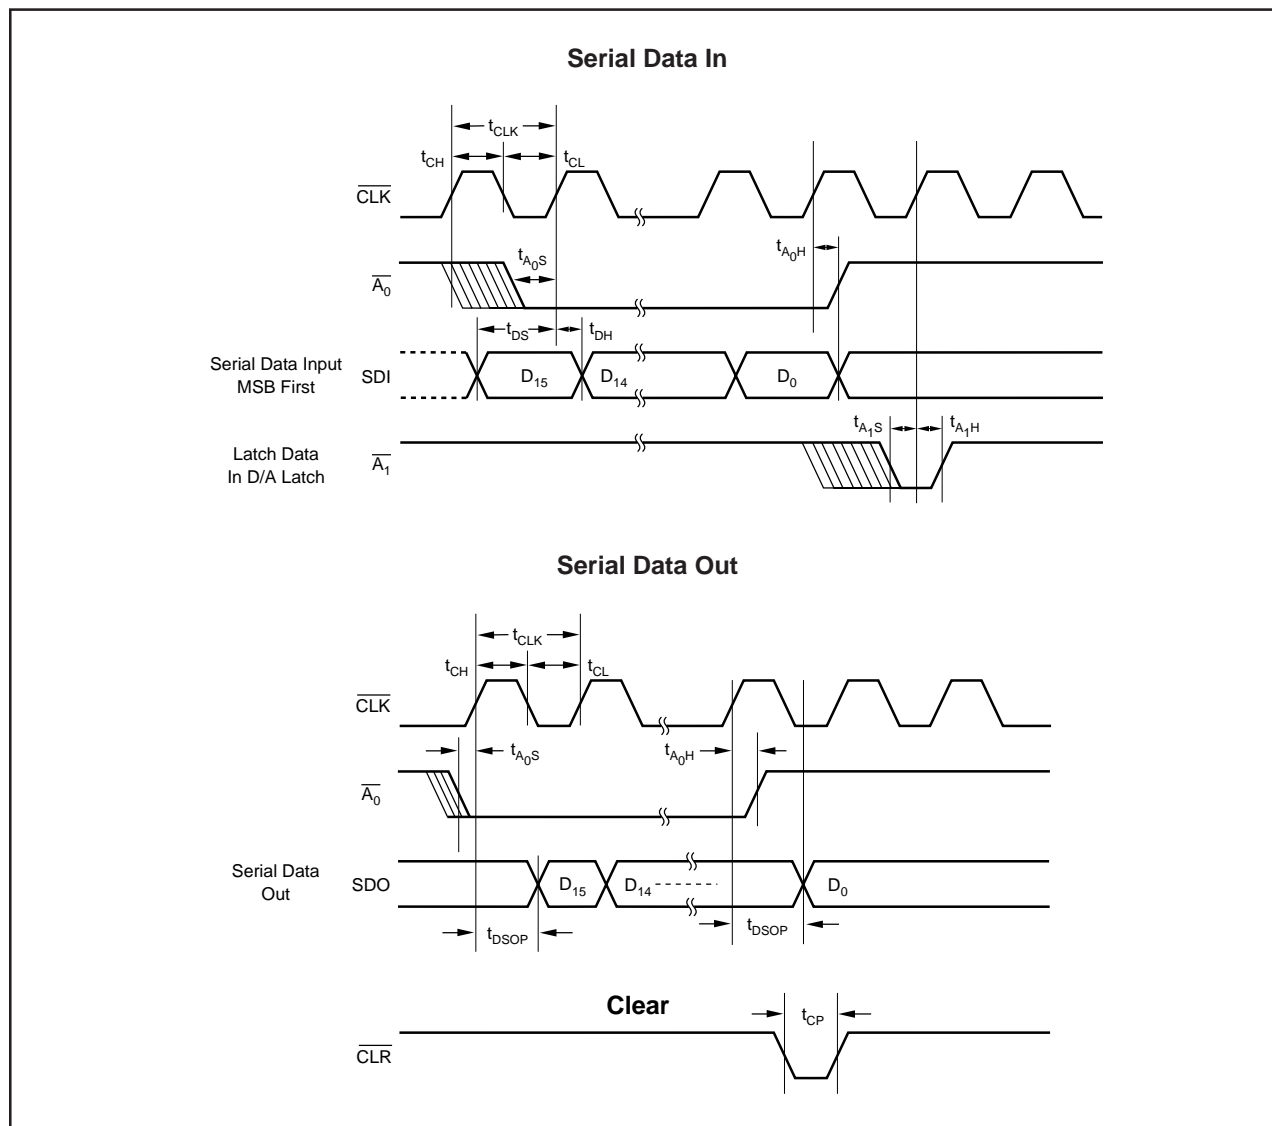 Serial Data In
tCLK
tCH
tCL
CLK
tA0S
tA0H
A0
tDS
tDH
Serial Data Input
MSB First
SDI
D15
D14
D0
tA1S
tA1H
Latch Data
In D/A Latch
A1
Serial Data Out
tCLK
tCH
tCL
CLK
tA0S
tA0H
A0
Serial Data
Out
SDO
D15
D14
D0
tDSOP
tDSOP
Clear
tCP
CLR